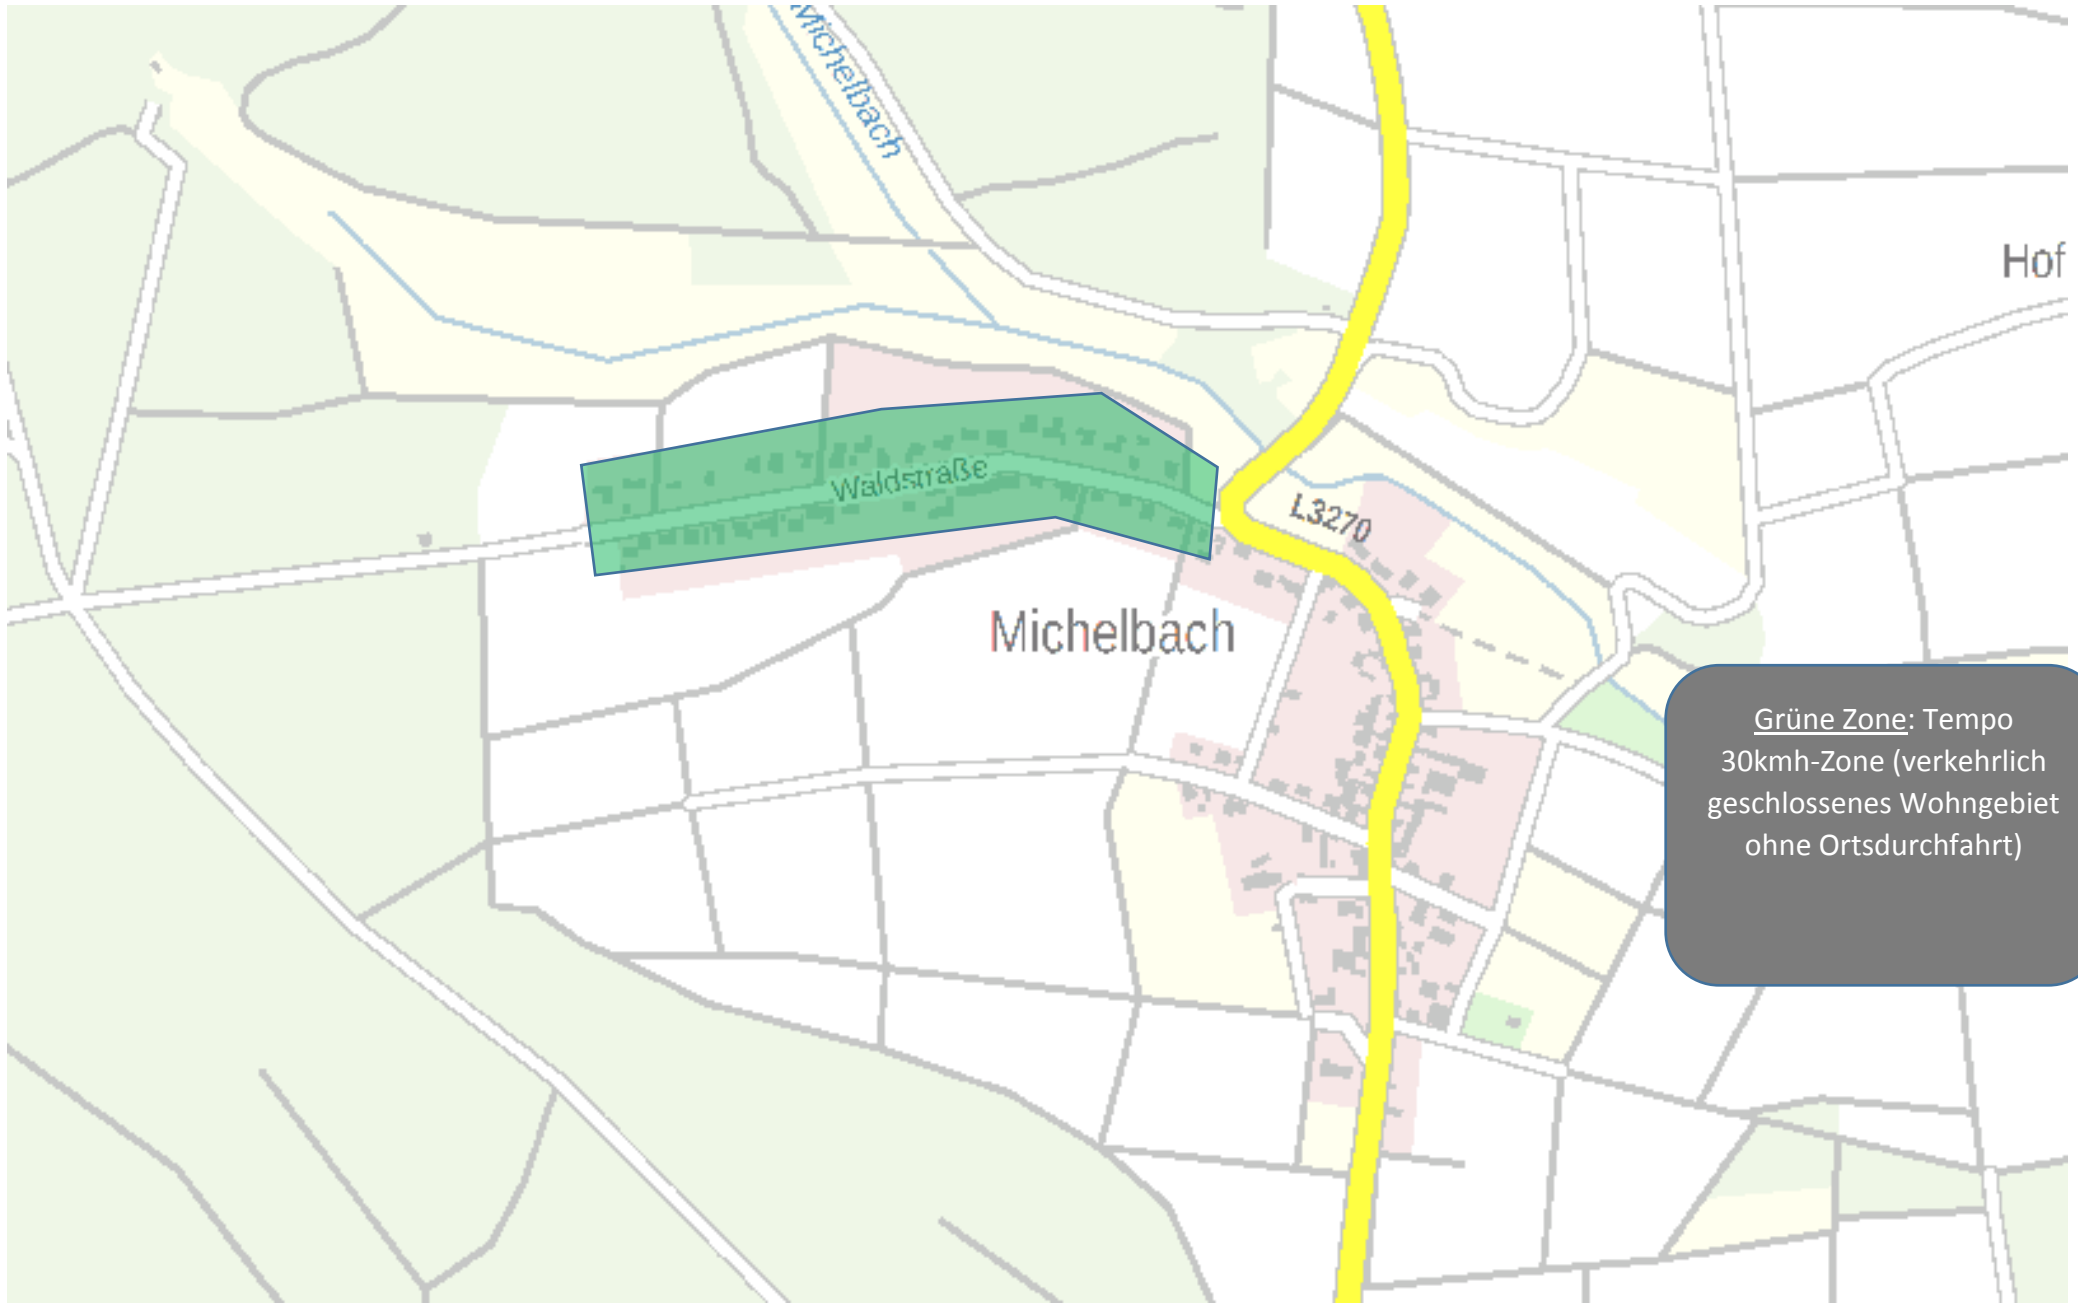 Michelbach
Hof
Waldstraße
L3270
Michelbach
Grüne Zone: Tempo
30kmh-Zone (verkehrlich
geschlossenes Wohngebiet
ohne Ortsdurchfahrt)